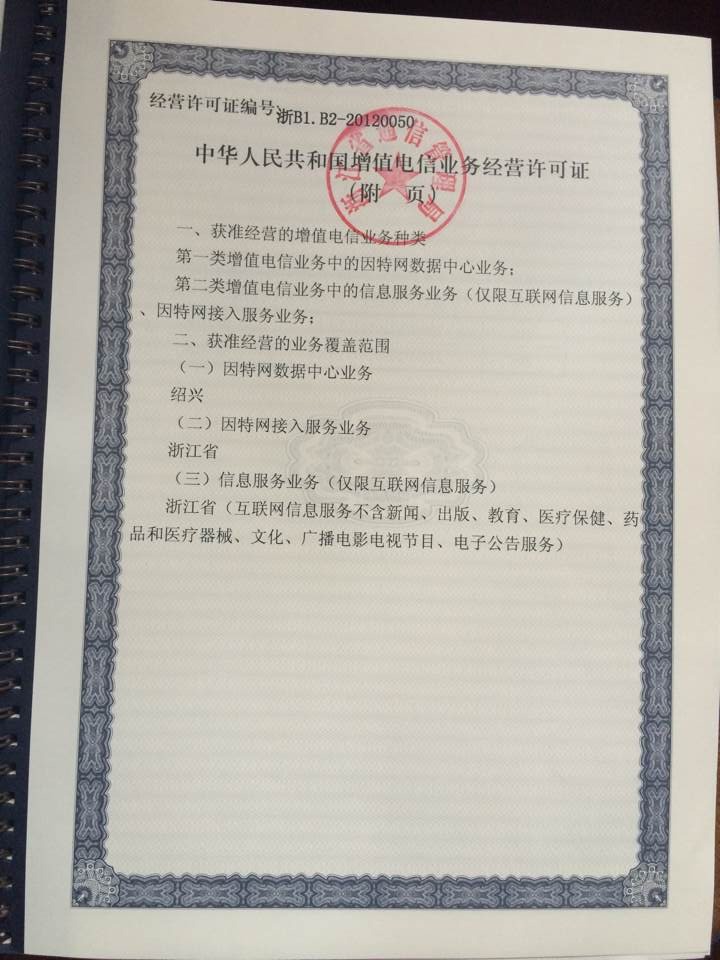 经营许可证编号:浙B1.B2-20120050
中华人民共和国增值电信业务经营许可证
（附　页）
浙江省通信管理局
一、获准经营的增值电信业务种类
第一类增值电信业务中的因特网数据中心业务；
第二类增值电信业务中的信息服务业务（仅限互联网信息服务）
、因特网接入服务业务；
二、获准经营的业务覆盖范围
（一）因特网数据中心业务
绍兴
（二）因特网接入服务业务
浙江省
（三）信息服务业务（仅限互联网信息服务）
浙江省（互联网信息服务不含新闻、出版、教育、医疗保健、药
品和医疗器械、文化、广播电影电视节目、电子公告服务）